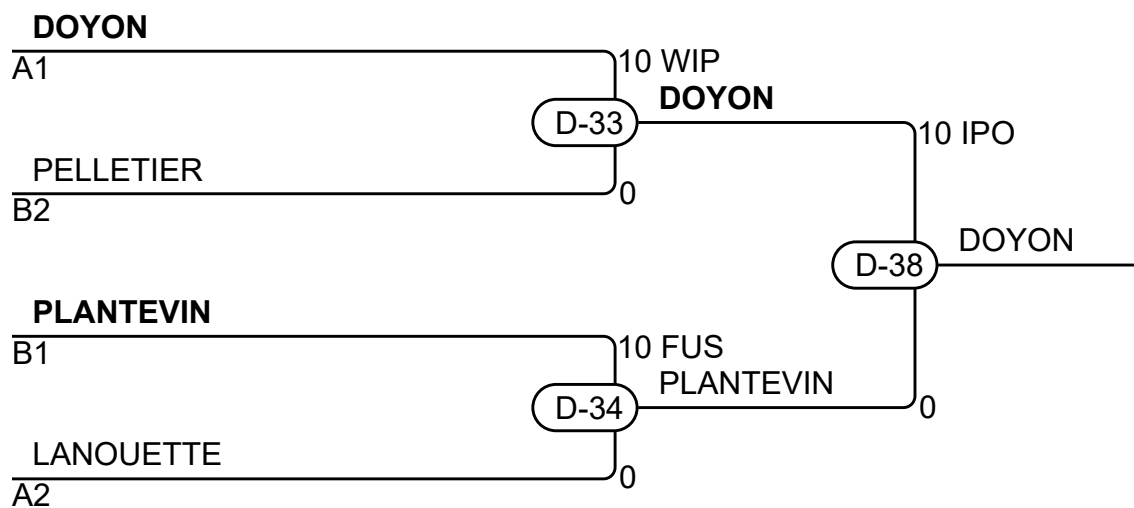 DOYON
A1
10 WIP
DOYON
D-33
10 IPO
PELLETIER
B2
0
DOYON
D-38
PLANTEVIN
B1
10 FUS
PLANTEVIN
D-34
0
LANOUETTE
A2
0